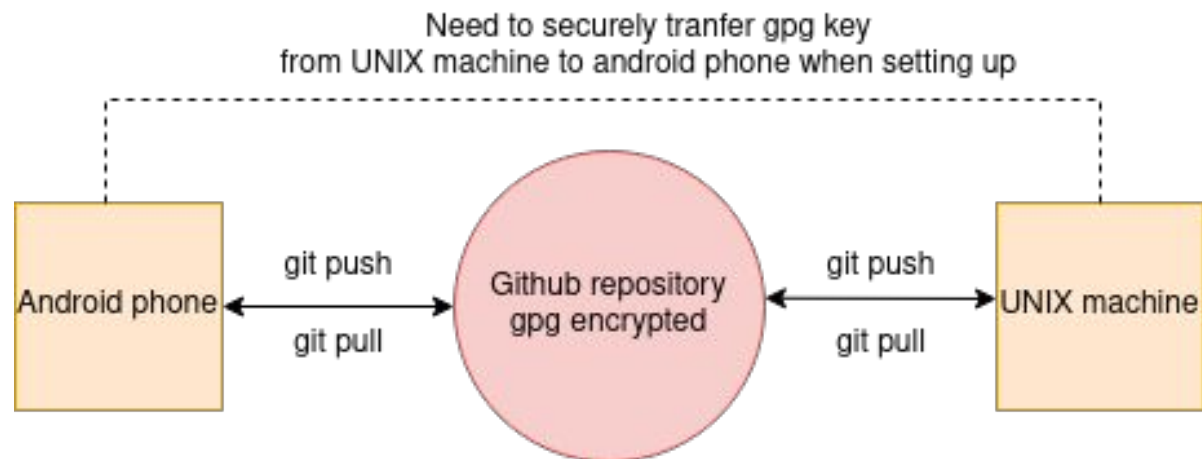 Need to securely tranfer gpg key
from UNIX machine to android phone when setting up
git push
git push
Github repository
gpg encrypted
Android phone
UNIX machine
git pull
git pull